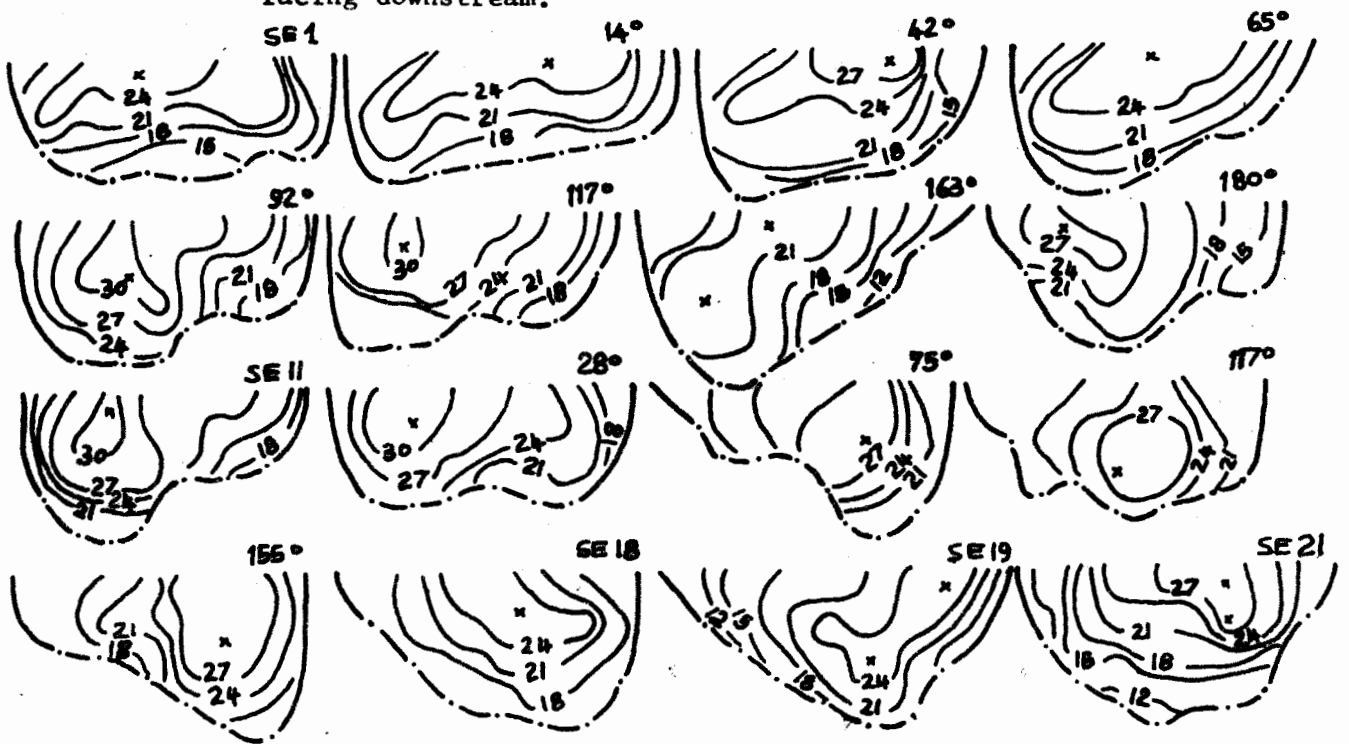 facing downstream.
SE 1 14° 42° 65°
24 21 18 15
24 21 18
27 24 21 18 15
24 21 18
92° 117° 163° 180°
30 27 24 21 18
30 27 24 21 18
21 18 18 12
27 24 21 18 15
SE 11 28° 75° 117°
30 27 24 21 18
30 27 24 21 18
27 24 21
27 24 21
155° SE 18 SE 19 SE 21
21 18 27 24
24 21 18
12 15 18 24 21
27 24 21 18 18 12